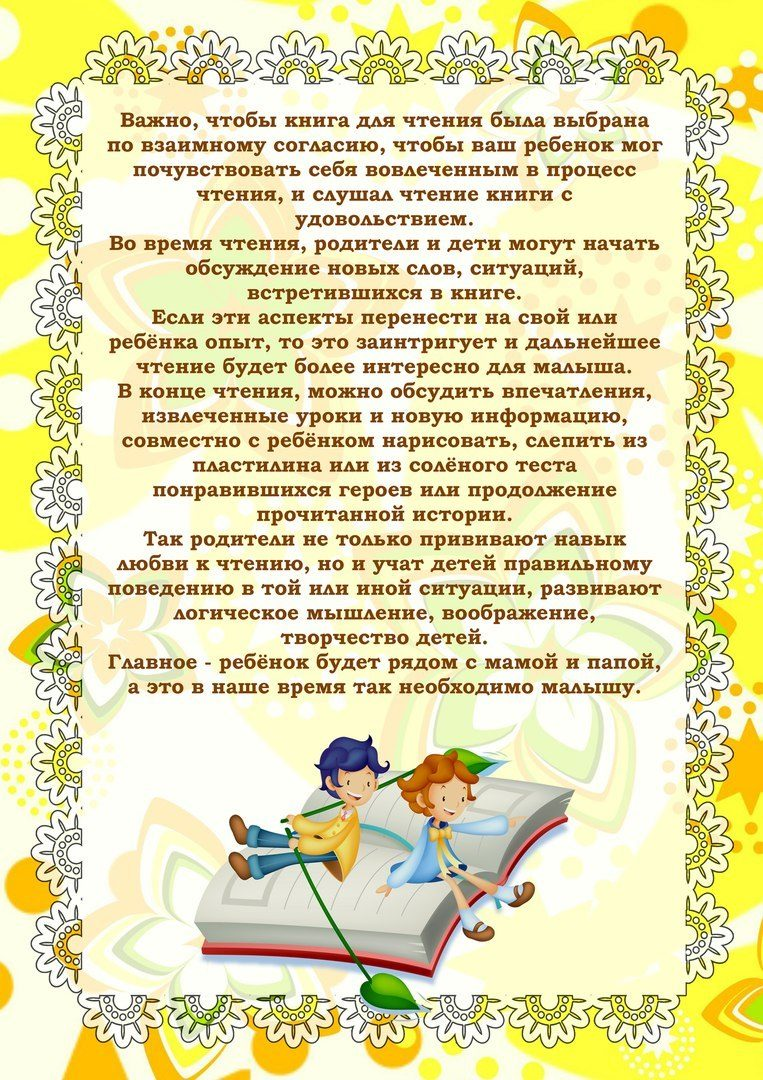 Важно, чтобы книга для чтения была выбрана
по взаимному согласию, чтобы ваш ребенок мог
почувствовать себя вовлеченным в процесс
чтения, и слушал чтение книги с
удовольствием.
Во время чтения, родители и дети могут начать
обсуждение новых слов, ситуаций,
встретившихся в книге.
Если эти аспекты перенести на свой или
ребёнка опыт, то это заинтригует и дальнейшее
чтение будет более интересно для малыша.
В конце чтения, можно обсудить впечатления,
извлеченные уроки и новую информацию,
совместно с ребёнком нарисовать, слепить из
пластилина или из солёного теста
понравившихся героев или продолжение
прочитанной истории.
Так родители не только прививают навык
любви к чтению, но и учат детей правильному
поведению в той или иной ситуации, развивают
логическое мышление, воображение,
творчество детей.
Главное - ребёнок будет рядом с мамой и папой,
а это в наше время так необходимо малышу.